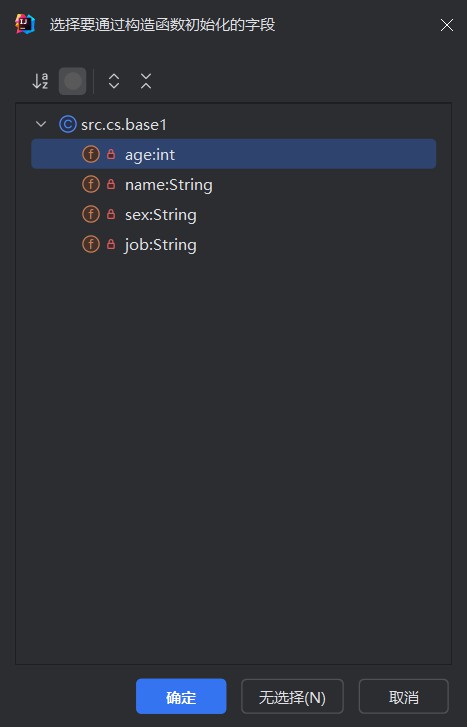 选择要通过构造函数初始化的字段
src.cs.base1
age:int
name:String
sex:String
job:String
确定
无选择(N)
取消